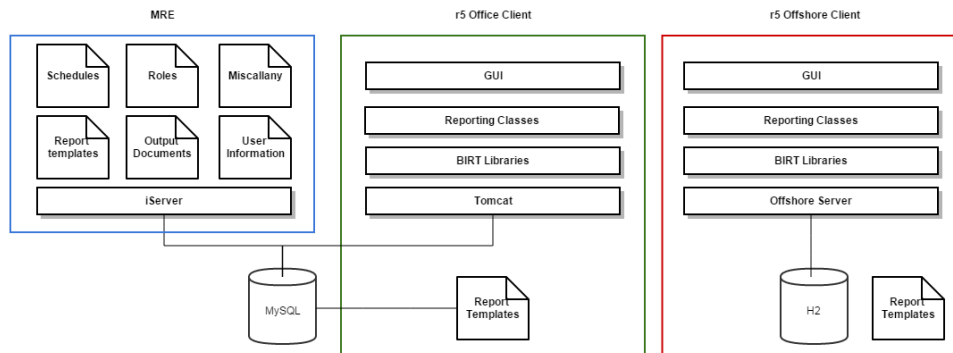 MRE
r5 Office Client
r5 Offshore Client
Schedules
Roles
Miscallany
Report
templates
Output
Documents
User
Information
iServer
GUI
Reporting Classes
BIRT Libraries
Tomcat
GUI
Reporting Classes
BIRT Libraries
Offshore Server
MySQL
Report
Templates
H2
Report
Templates